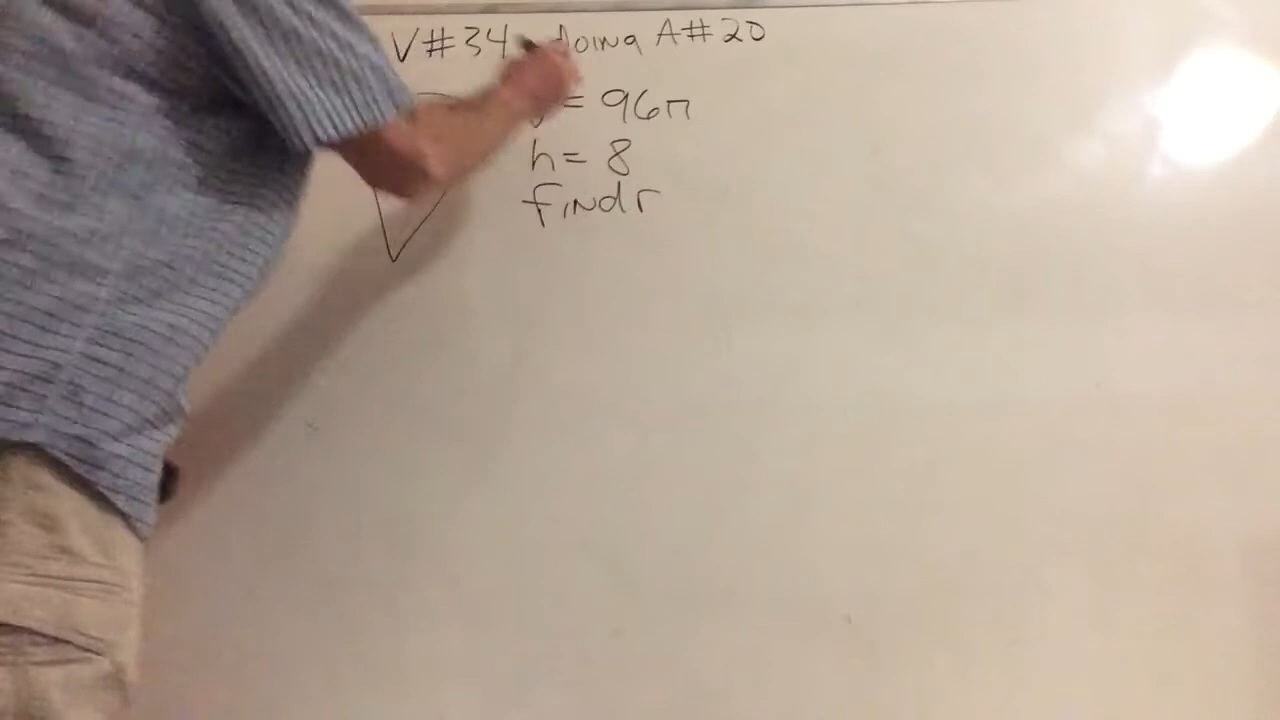 V#34 doing A#20
V = 96π
h = 8
find r